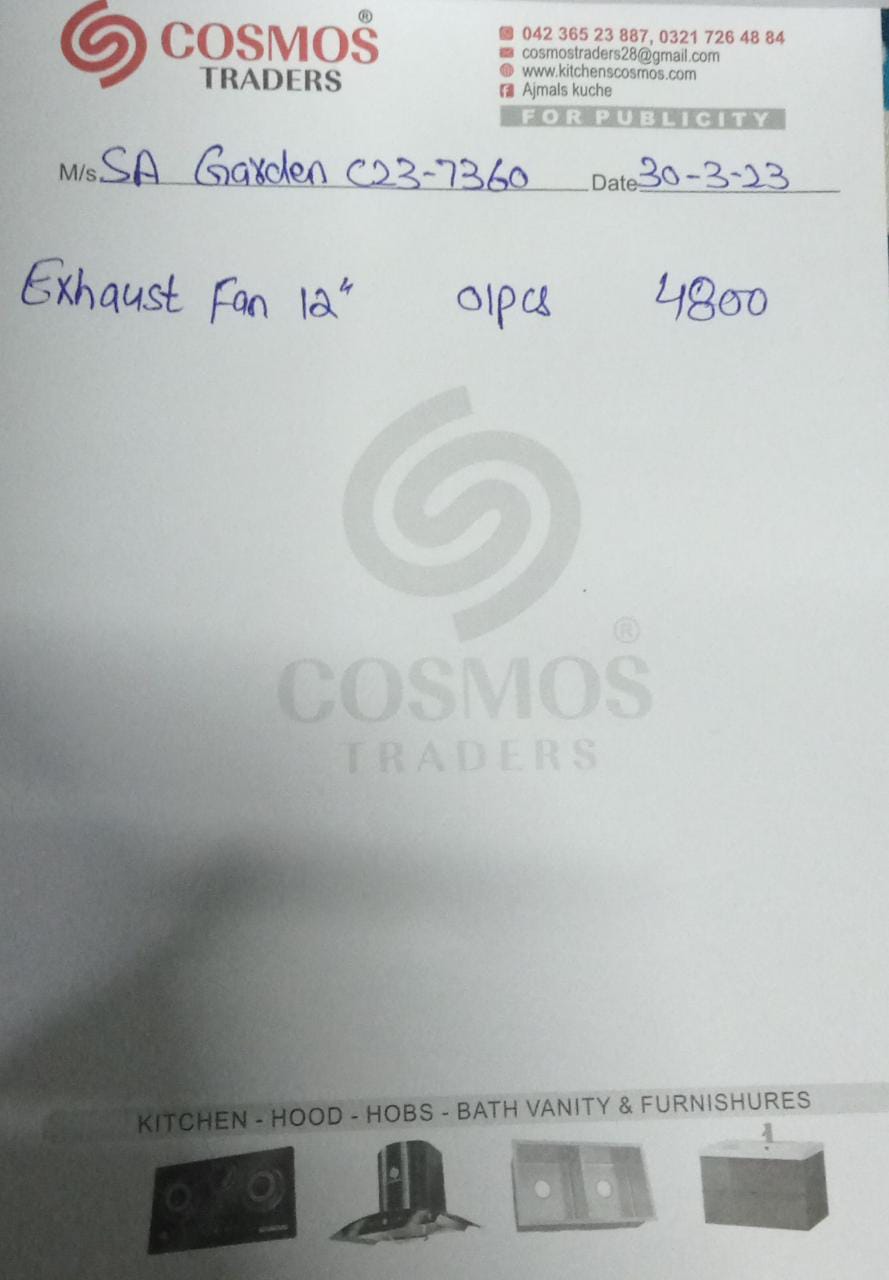 COSMOS ®
TRADERS
042 365 23 887, 0321 726 48 84
cosmostraders28@gmail.com
www.kitchenscosmos.com
Ajmals kuche
FOR PUBLICITY
M/s. SA Garden C23-7360 Date 30-3-23
Exhaust Fan 12" 01pcs 4800
®
COSMOS
TRADERS
KITCHEN - HOOD - HOBS - BATH VANITY & FURNISHURES